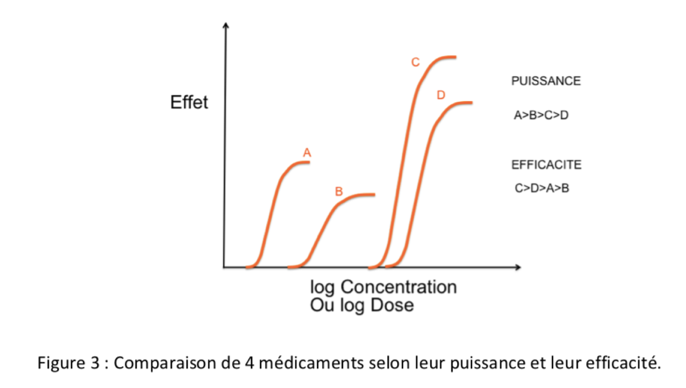 C
PUISSANCE
D
Effet
A>B>C>D
A
EFFICACITE
B
C>D>A>B
log Concentration
Ou log Dose
Figure 3 : Comparaison de 4 médicaments selon leur puissance et leur efficacité.